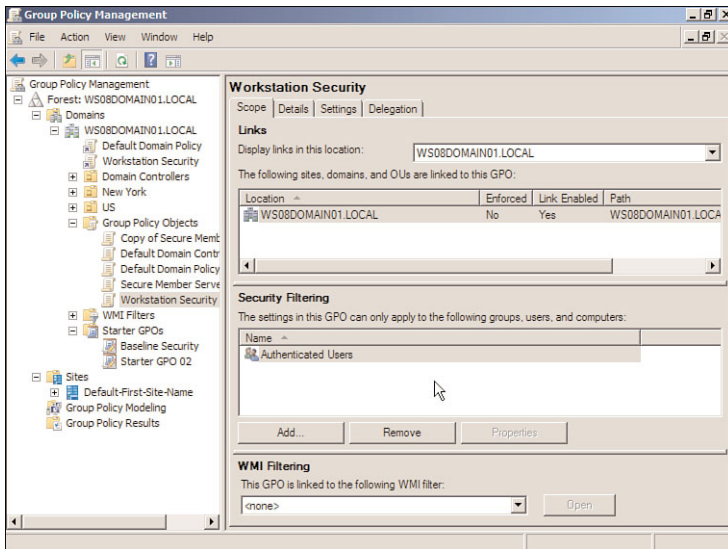 Group Policy Management
File Action View Window Help
Group Policy Management
Forest: WS08DOMAIN01.LOCAL
Domains
WS08DOMAIN01.LOCAL
Default Domain Policy
Workstation Security
Domain Controllers
New York
US
Group Policy Objects
Copy of Secure Memb
Default Domain Contr
Default Domain Policy
Secure Member Serve
Workstation Security
WMI Filters
Starter GPOs
Baseline Security
Starter GPO 02
Sites
Default-First-Site-Name
Group Policy Modeling
Group Policy Results
Workstation Security
Scope Details Settings Delegation
Links
Display links in this location: WS08DOMAIN01.LOCAL
The following sites, domains, and OUs are linked to this GPO:
Location Enforced Link Enabled Path
WS08DOMAIN01.LOCAL No Yes WS08DOMAIN01.LOCA
Security Filtering
The settings in this GPO can only apply to the following groups, users, and computers:
Name
Authenticated Users
Add... Remove Properties
WMI Filtering
This GPO is linked to the following WMI filter:
<none> Open